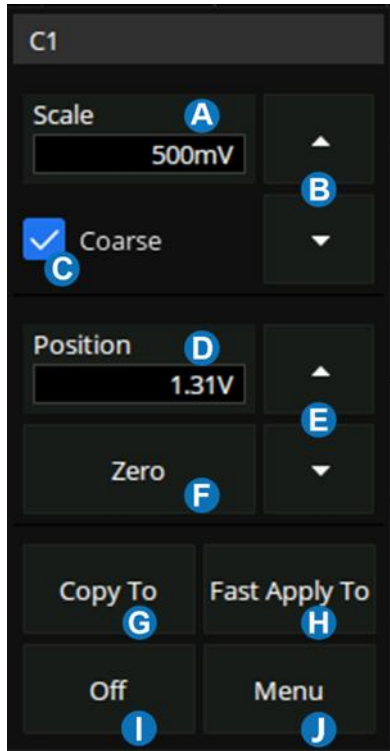 C1
Scale A
500mV
B
Coarse
C
Position D
1.31V
E
Zero
F
Copy To Fast Apply To
G H
Off Menu
I J